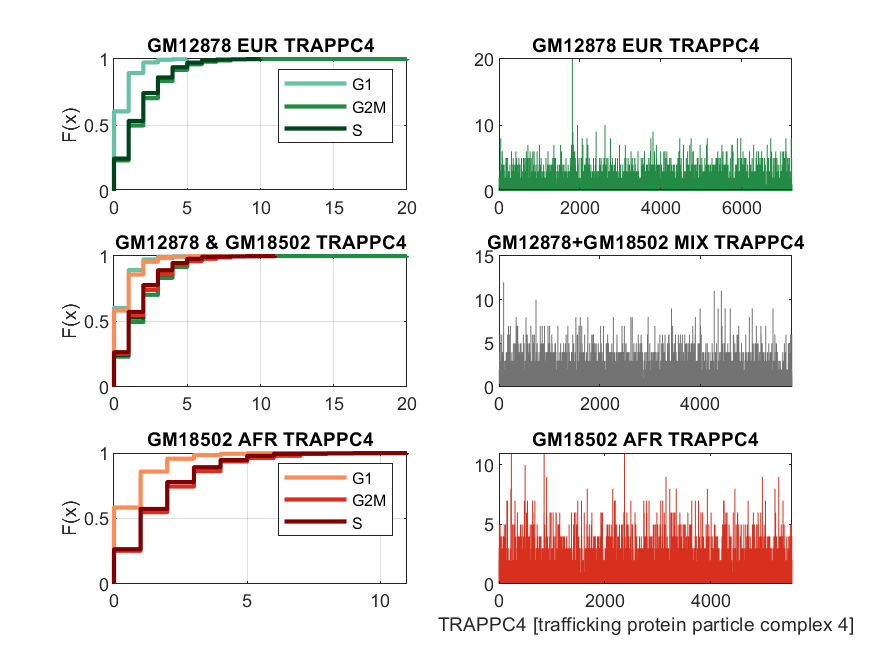 GM12878 EUR TRAPPC4
1
0.5
0
F(x)
G1
G2M
S
0 5 10 15 20
GM12878 EUR TRAPPC4
20
10
0
0 2000 4000 6000
GM12878 & GM18502 TRAPPC4
1
0.5
0
F(x)
0 5 10 15 20
GM12878+GM18502 MIX TRAPPC4
15
10
5
0
0 2000 4000
GM18502 AFR TRAPPC4
1
0.5
0
F(x)
G1
G2M
S
0 5 10
GM18502 AFR TRAPPC4
10
5
0
0 2000 4000
TRAPPC4 [trafficking protein particle complex 4]